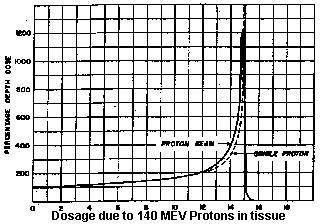 1200
1000
800
600
400
200
PERCENTAGE DEPTH DOSE
PROTON BEAM
SINGLE PROTON
0 2 4 6 8 10 12 14 16 18
Dosage due to 140 MEV Protons in tissue